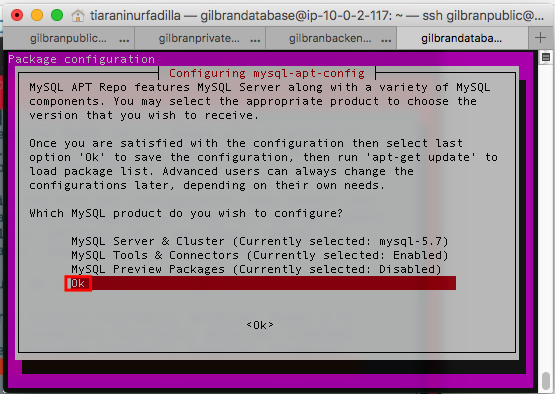 tiaraninurfadilla — gilbrandatabase@ip-10-0-2-117: ~ — ssh gilbranpublic@...
gilbranpublic... ... gilbranprivate... ... gilbranbacken... ... gilbrandataba... ...
Package configuration
Configuring mysql-apt-config
MySQL APT Repo features MySQL Server along with a variety of MySQL
components. You may select the appropriate product to choose the
version that you wish to receive.
Once you are satisfied with the configuration then select last
option 'Ok' to save the configuration, then run 'apt-get update' to
load package list. Advanced users can always change the
configurations later, depending on their own needs.
Which MySQL product do you wish to configure?
MySQL Server & Cluster (Currently selected: mysql-5.7)
MySQL Tools & Connectors (Currently selected: Enabled)
MySQL Preview Packages (Currently selected: Disabled)
Ok
<Ok>